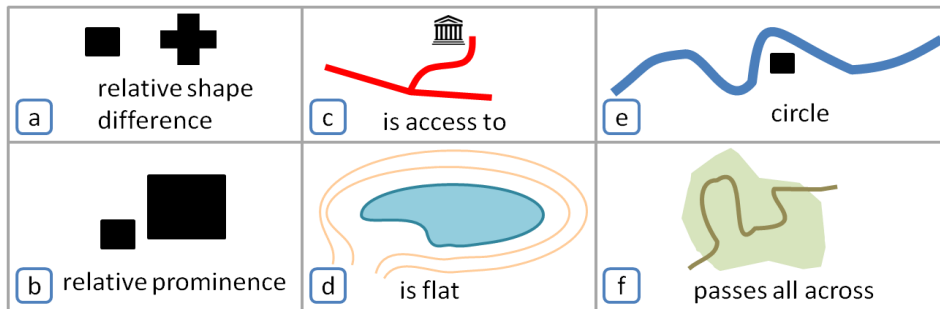 relative shape
difference
a
is access to
c
circle
e
relative prominence
b
is flat
d
passes all across
f